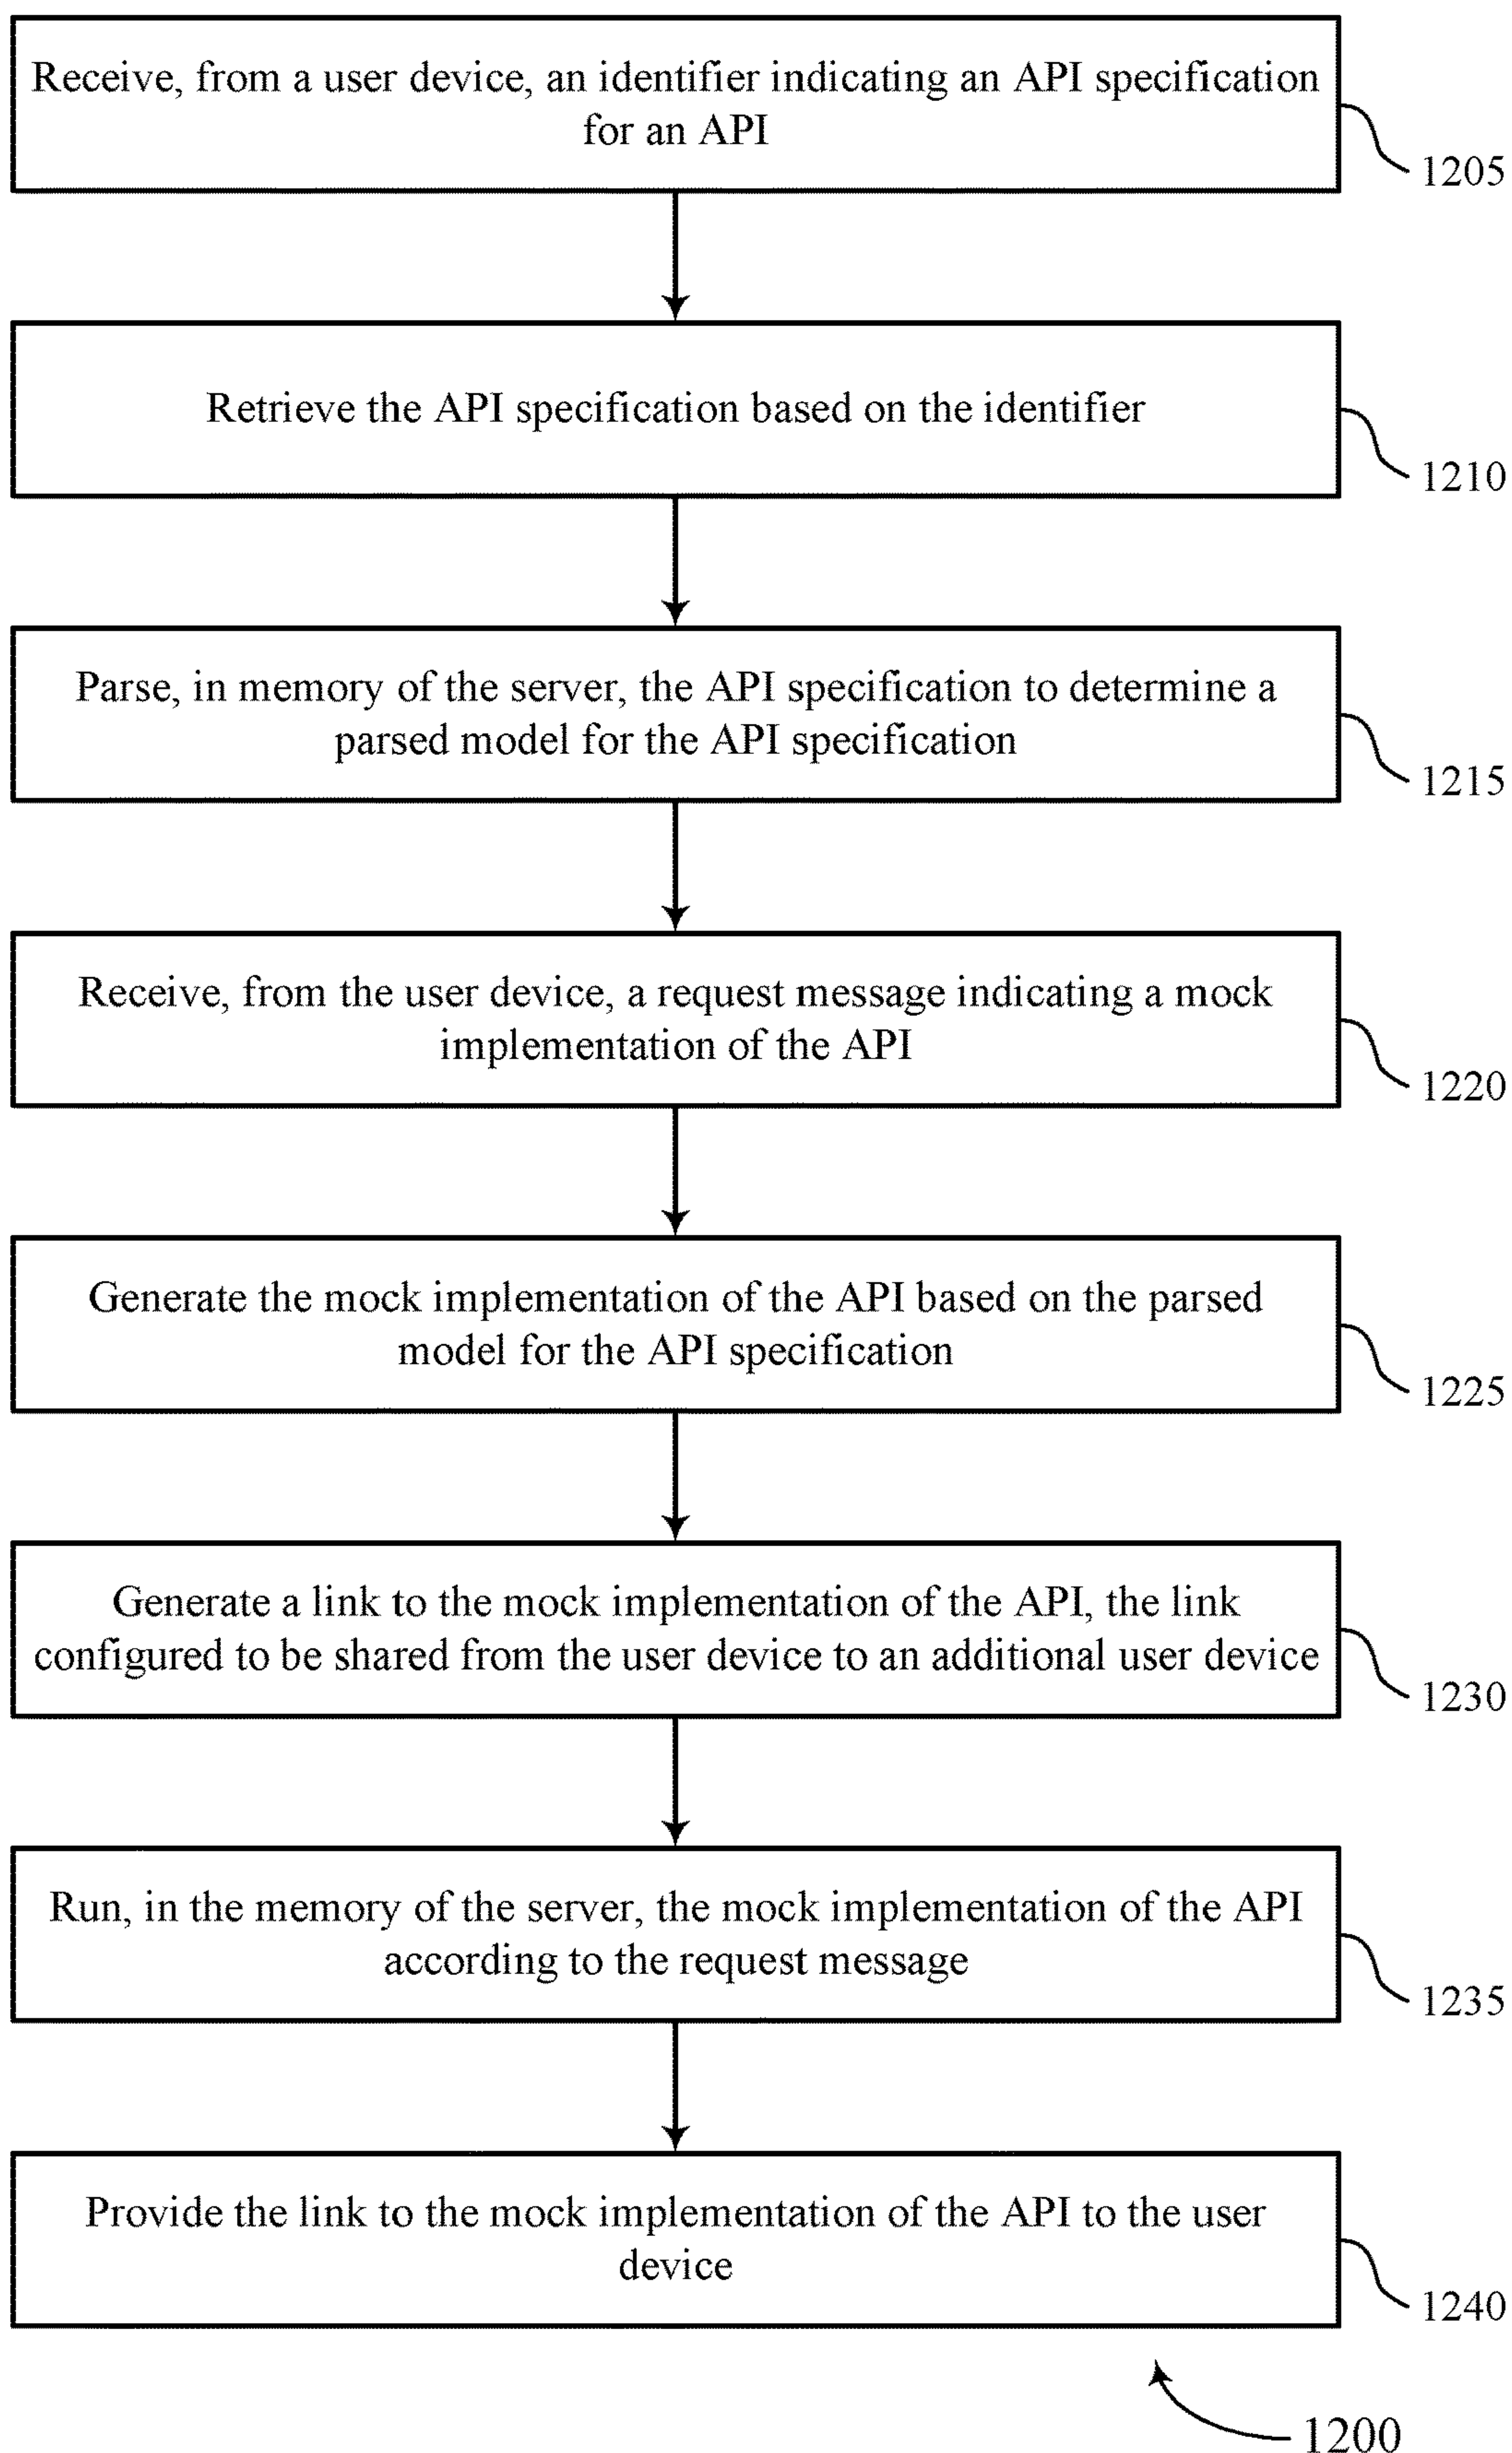 Receive, from a user device, an identifier indicating an API specification
for an API
1205
Retrieve the API specification based on the identifier
1210
Parse, in memory of the server, the API specification to determine a
parsed model for the API specification
1215
Receive, from the user device, a request message indicating a mock
implementation of the API
1220
Generate the mock implementation of the API based on the parsed
model for the API specification
1225
Generate a link to the mock implementation of the API, the link
configured to be shared from the user device to an additional user device
1230
Run, in the memory of the server, the mock implementation of the API
according to the request message
1235
Provide the link to the mock implementation of the API to the user
device
1240
1200